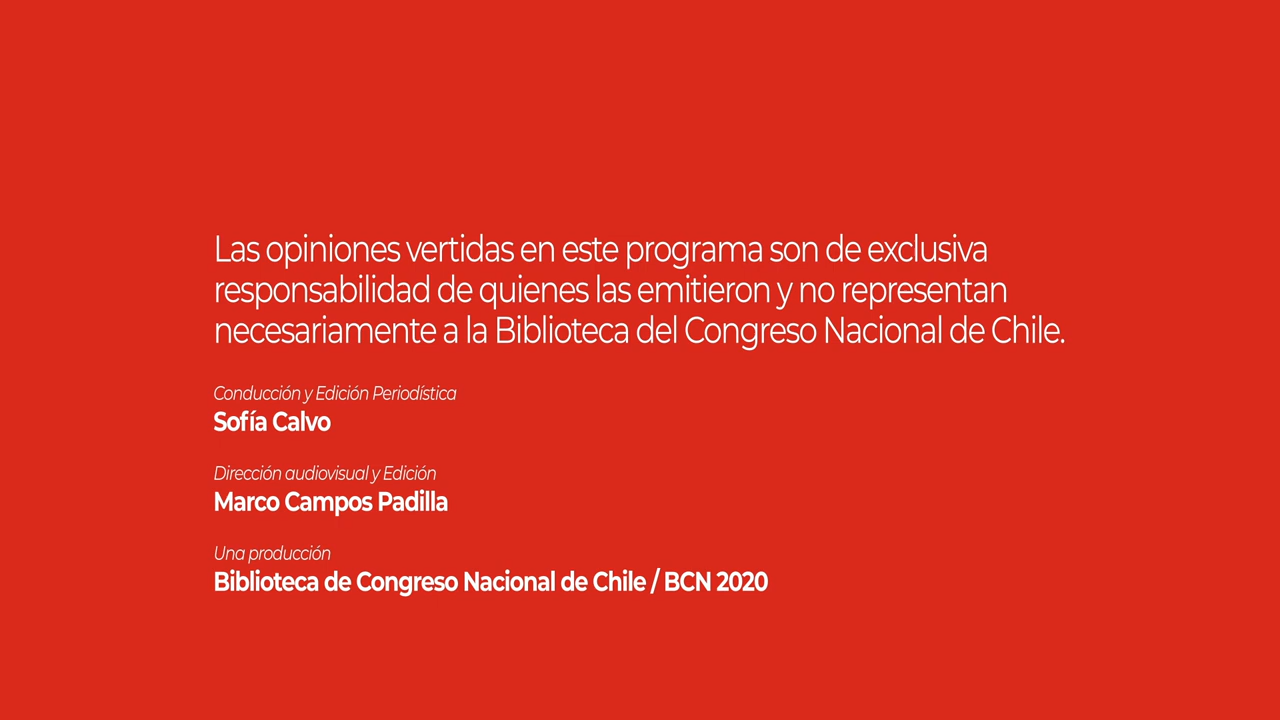 Las opiniones vertidas en este programa son de exclusiva
responsabilidad de quienes las emitieron y no representan
necesariamente a la Biblioteca del Congreso Nacional de Chile.
Conducción y Edición Periodística
Sofía Calvo
Dirección audiovisual y Edición
Marco Campos Padilla
Una producción
Biblioteca de Congreso Nacional de Chile / BCN 2020